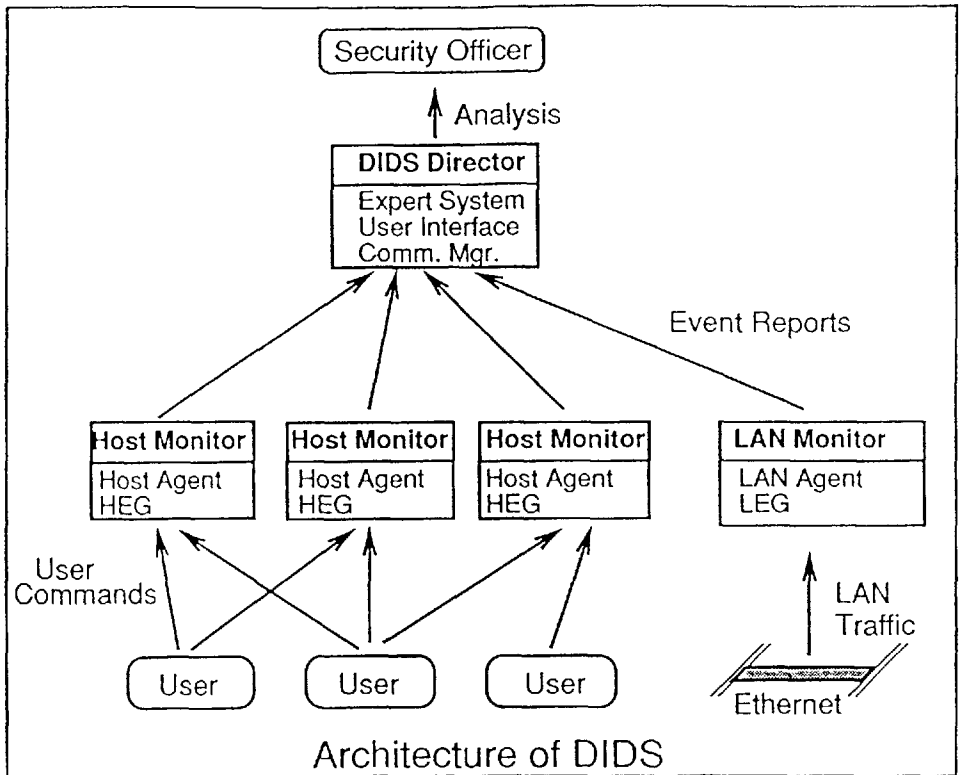 Security Officer
Analysis
DIDS Director
Expert System
User Interface
Comm. Mgr.
Event Reports
Host Monitor
Host Agent
HEG
Host Monitor
Host Agent
HEG
Host Monitor
Host Agent
HEG
LAN Monitor
LAN Agent
LEG
User
Commands
LAN
Traffic
User
User
User
Ethernet
Architecture of DIDS